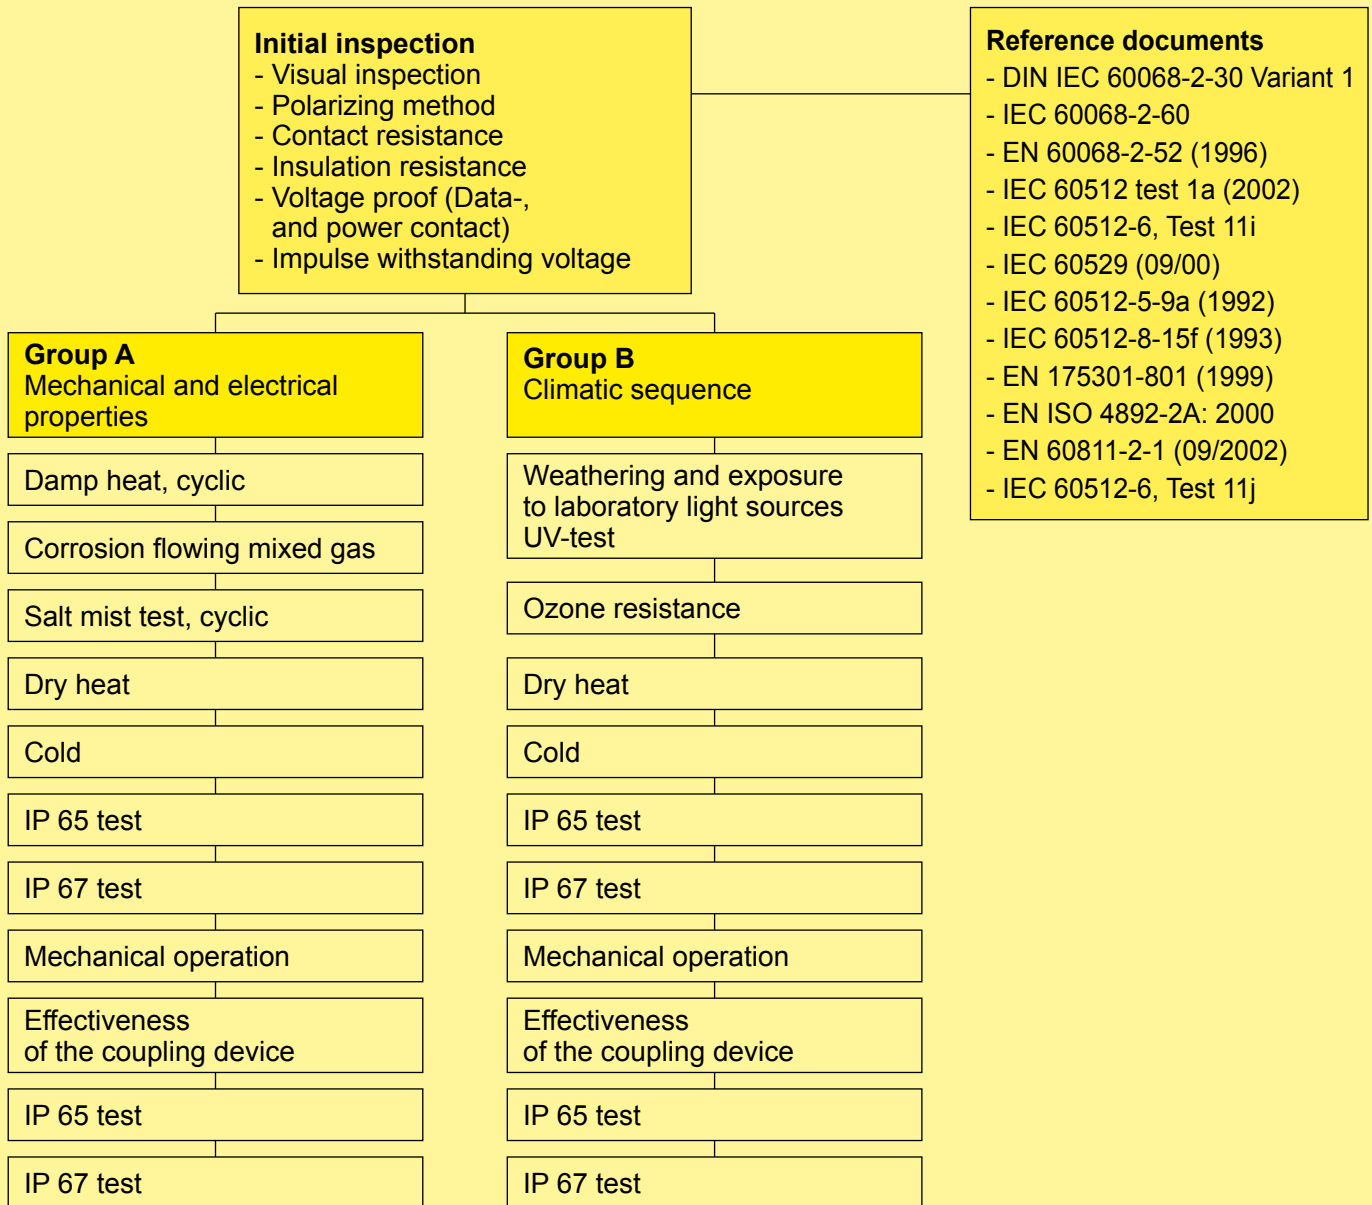 Initial inspection
- Visual inspection
- Polarizing method
- Contact resistance
- Insulation resistance
- Voltage proof (Data-,
and power contact)
- Impulse withstanding voltage
Reference documents
- DIN IEC 60068-2-30 Variant 1
- IEC 60068-2-60
- EN 60068-2-52 (1996)
- IEC 60512 test 1a (2002)
- IEC 60512-6, Test 11i
- IEC 60529 (09/00)
- IEC 60512-5-9a (1992)
- IEC 60512-8-15f (1993)
- EN 175301-801 (1999)
- EN ISO 4892-2A: 2000
- EN 60811-2-1 (09/2002)
- IEC 60512-6, Test 11j
Group A
Mechanical and electrical
properties
Damp heat, cyclic
Corrosion flowing mixed gas
Salt mist test, cyclic
Dry heat
Cold
IP 65 test
IP 67 test
Mechanical operation
Effectiveness
of the coupling device
IP 65 test
IP 67 test
Group B
Climatic sequence
Weathering and exposure
to laboratory light sources
UV-test
Ozone resistance
Dry heat
Cold
IP 65 test
IP 67 test
Mechanical operation
Effectiveness
of the coupling device
IP 65 test
IP 67 test